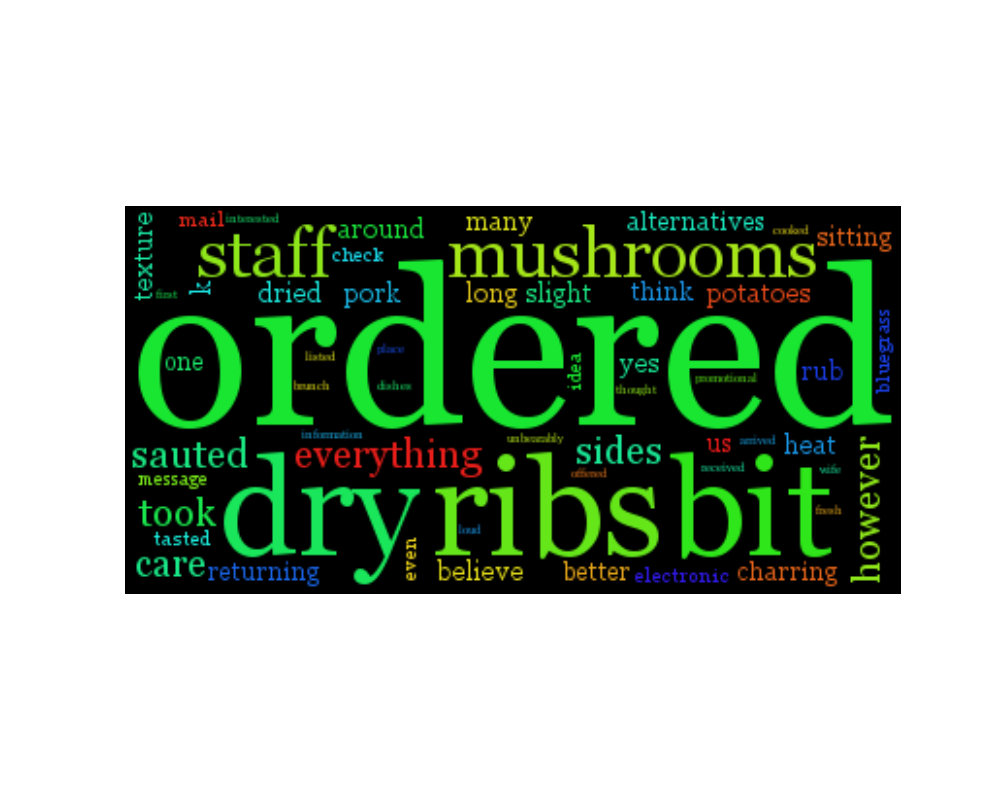 mail interested many alternatives cooked
texture staff around check mushrooms sitting
first k dried pork long slight think potatoes
ordered
one listed place idea yes rub bluegrass
brunch dishes thought promotional
information unbearably us arrived heat
sauted everything sides received wife however
message offered
dry ribs bit
took loud fresh
tasted even
care returning believe better electronic charring